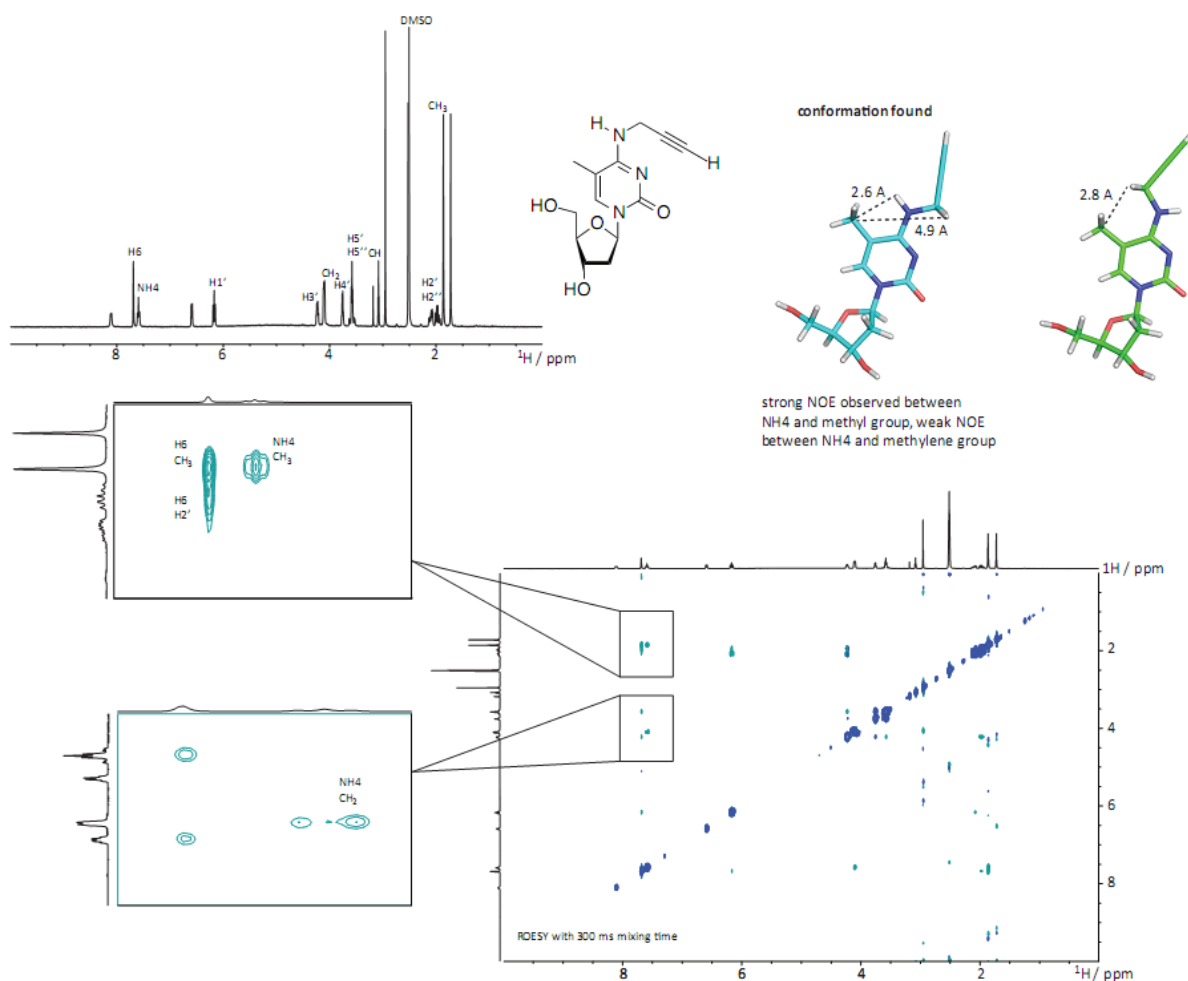 DMSO
CH3
H6
NH4
H1′
H3′
CH2
H4′
H5′
H5′′
CH
H2′
H2′′
8
6
4
2
1H / ppm
H
N
H
N
N
O
HO
O
HO
conformation found
2.6 A
4.9 A
2.8 A
strong NOE observed between
NH4 and methyl group, weak NOE
between NH4 and methylene group
H6
CH3
NH4
CH3
H6
H2′
NH4
CH2
1H / ppm
2
4
6
8
ROESY with 300 ms mixing time
8
6
4
2
1H / ppm